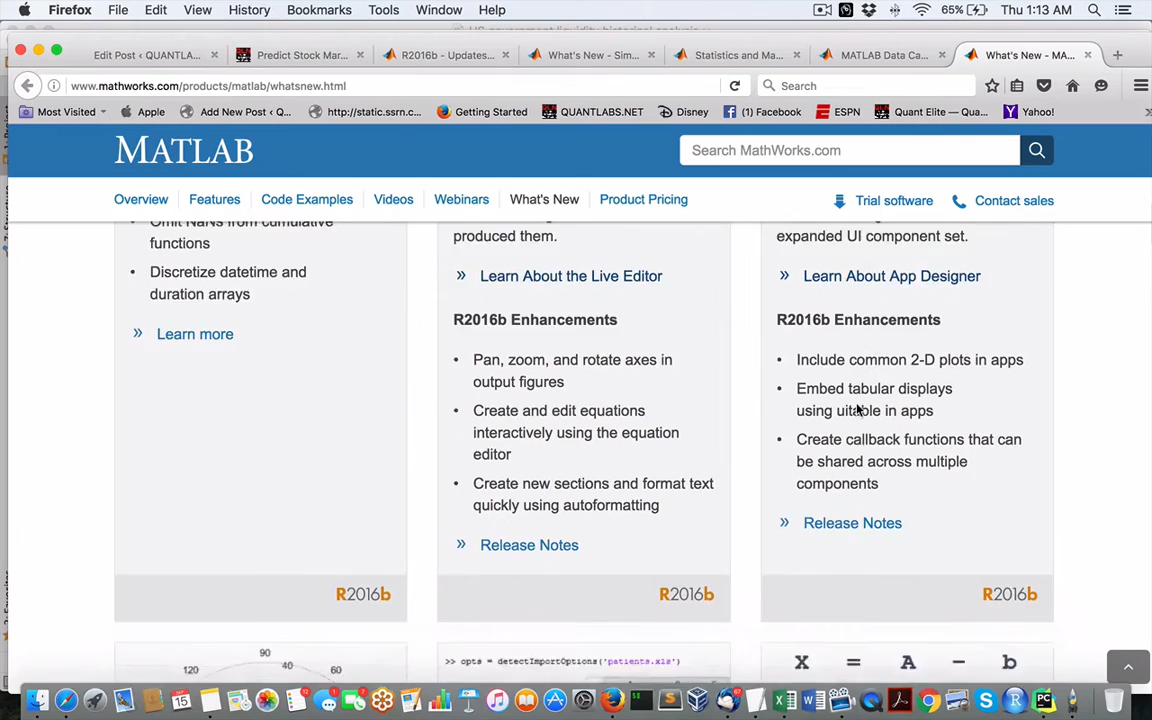 Firefox File Edit View History Bookmarks Tools Window Help 65% Thu 1:13 AM
Edit Post ‹ QUANTLA... × Predict Stock Mar... × R2016b - Updates... × What's New - Sim... × Statistics and Ma... × MATLAB Data Ca... × What's New - MA... × +
www.mathworks.com/products/matlab/whatsnew.html Search
Most Visited Apple Add New Post ‹ Q... http://static.ssrn.c... Getting Started QUANTLABS.NET Disney (1) Facebook ESPN Quant Elite — Qua... Yahoo!
MATLAB Search MathWorks.com
Overview Features Code Examples Videos Webinars What's New Product Pricing Trial software Contact sales
Omit NaNs from cumulative
functions
• Discretize datetime and
duration arrays
» Learn more
R2016b
produced them.
» Learn About the Live Editor
R2016b Enhancements
• Pan, zoom, and rotate axes in
output figures
• Create and edit equations
interactively using the equation
editor
• Create new sections and format text
quickly using autoformatting
» Release Notes
R2016b
expanded UI component set.
» Learn About App Designer
R2016b Enhancements
• Include common 2-D plots in apps
• Embed tabular displays
using uitable in apps
• Create callback functions that can
be shared across multiple
components
» Release Notes
R2016b
90
120 40 60
>> opts = detectImportOptions('patients.xls')
X = A − b